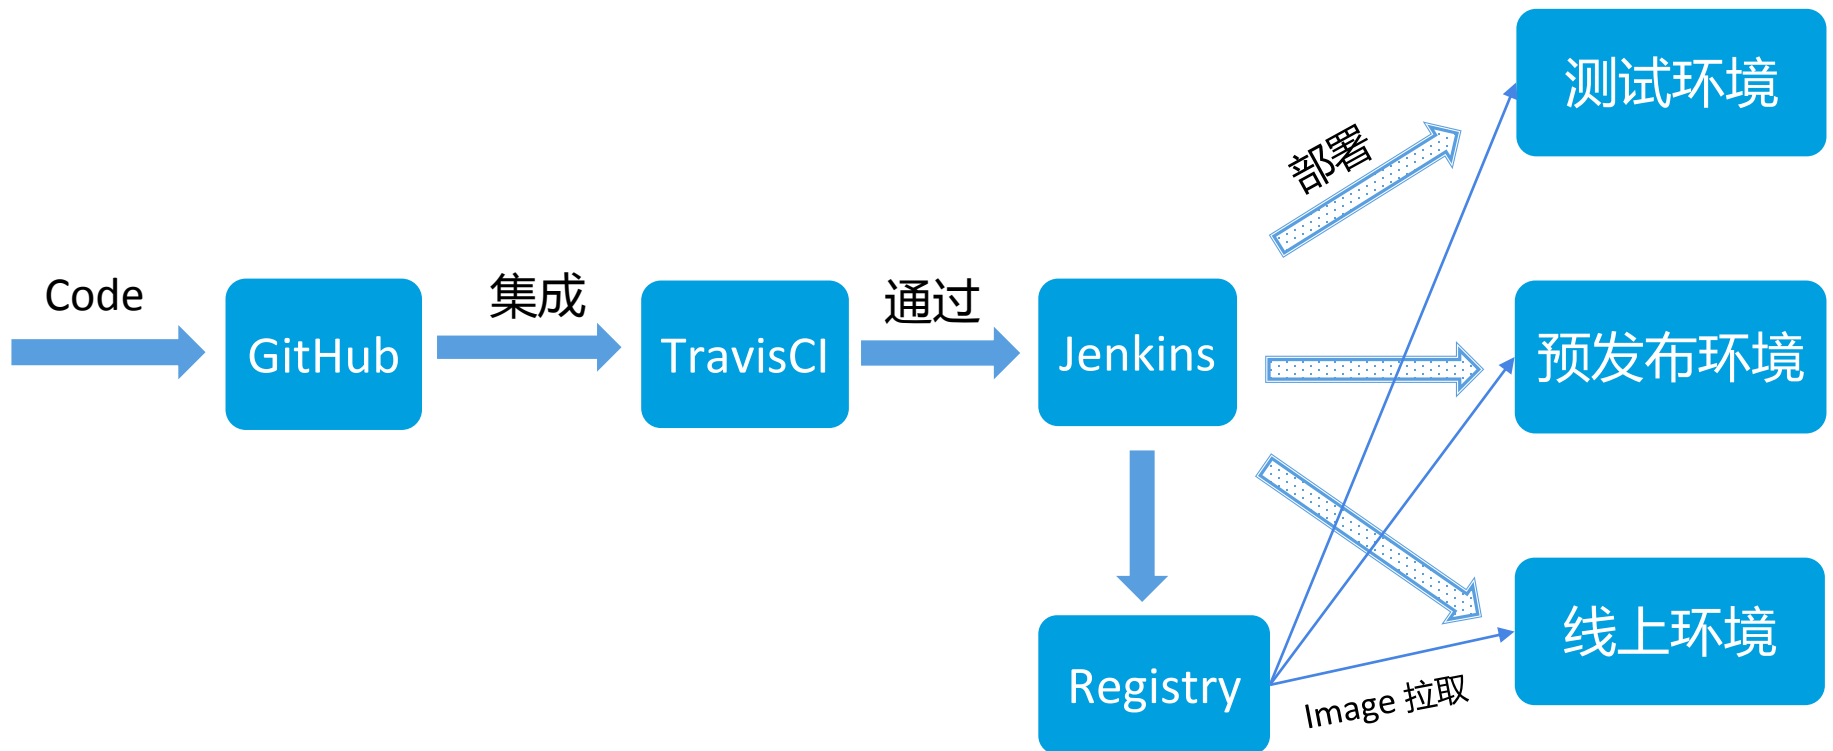 Code
GitHub
集成
TravisCI
通过
Jenkins
部署
测试环境
预发布环境
线上环境
Registry
Image 拉取